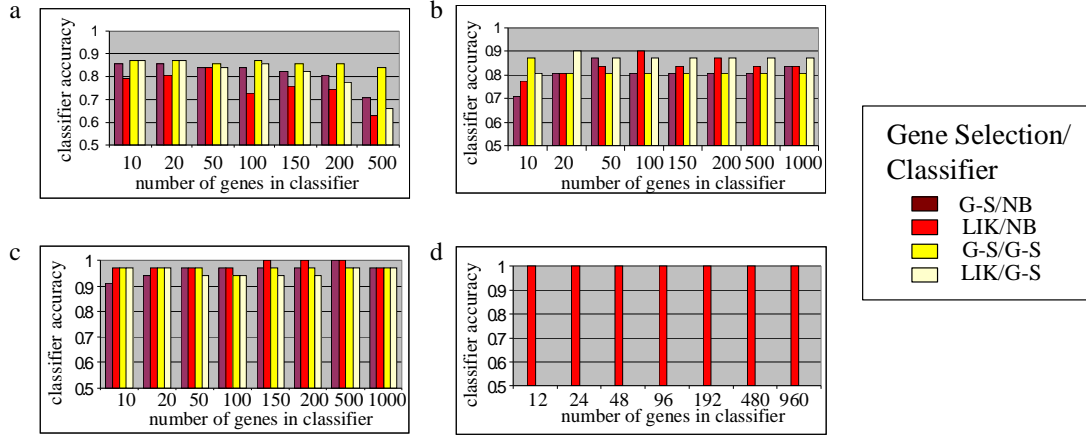 a
classifier accuracy
1
0.9
0.8
0.7
0.6
0.5
10 20 50 100 150 200 500
number of genes in classifier
b
classifier accuracy
1
0.9
0.8
0.7
0.6
0.5
10 20 50 100 150 200 500 1000
number of genes in classifier
c
classifier accuracy
1
0.9
0.8
0.7
0.6
0.5
10 20 50 100 150 200 500 1000
number of genes in classifier
d
classifier accuracy
1
0.9
0.8
0.7
0.6
0.5
12 24 48 96 192 480 960
number of genes in classifier
Gene Selection/
Classifier
G-S/NB
LIK/NB
G-S/G-S
LIK/G-S